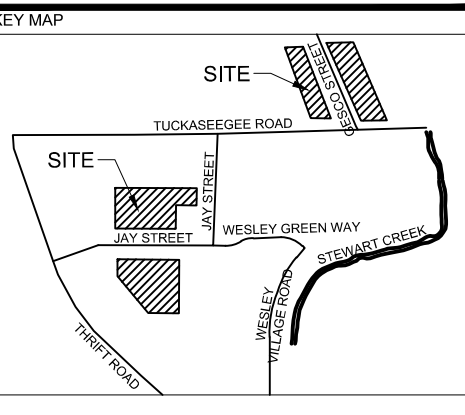 KEY MAP
SITE
GESCO STREET
TUCKASEEGEE ROAD
SITE
JAY STREET
JAY STREET
WESLEY GREEN WAY
STEWART CREEK
WESLEY
VILLAGE ROAD
THRIFT ROAD